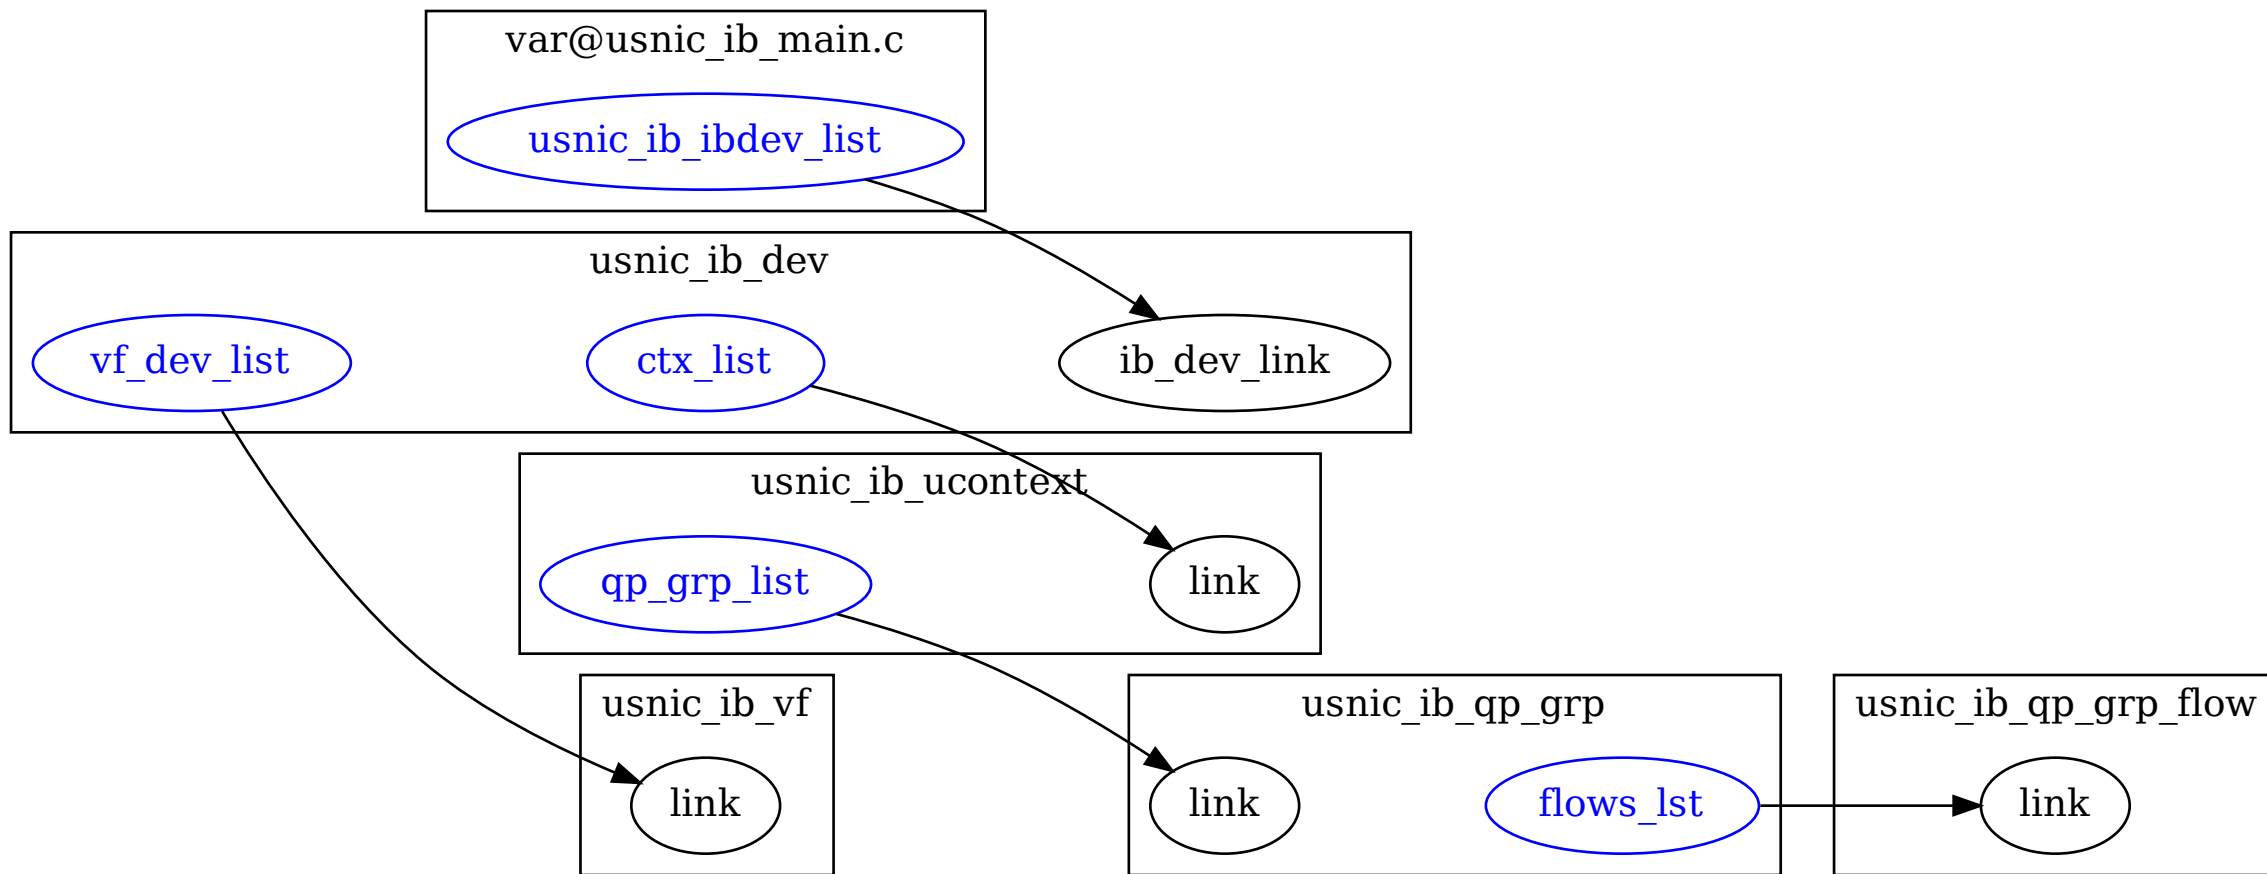 var@usnic_ib_main.c
usnic_ib_ibdev_list
usnic_ib_dev
vf_dev_list
ctx_list
ib_dev_link
usnic_ib_ucontext
qp_grp_list
link
usnic_ib_vf
link
usnic_ib_qp_grp
link
flows_lst
usnic_ib_qp_grp_flow
link